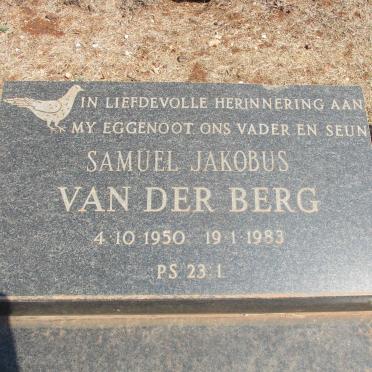 IN LIEFDEVOLLE HERINNERING AAN
MY EGGENOOT ONS VADER EN SEUN
SAMUEL JAKOBUS
VAN DER BERG
4·10·1950 19·1·1983
PS 23:1